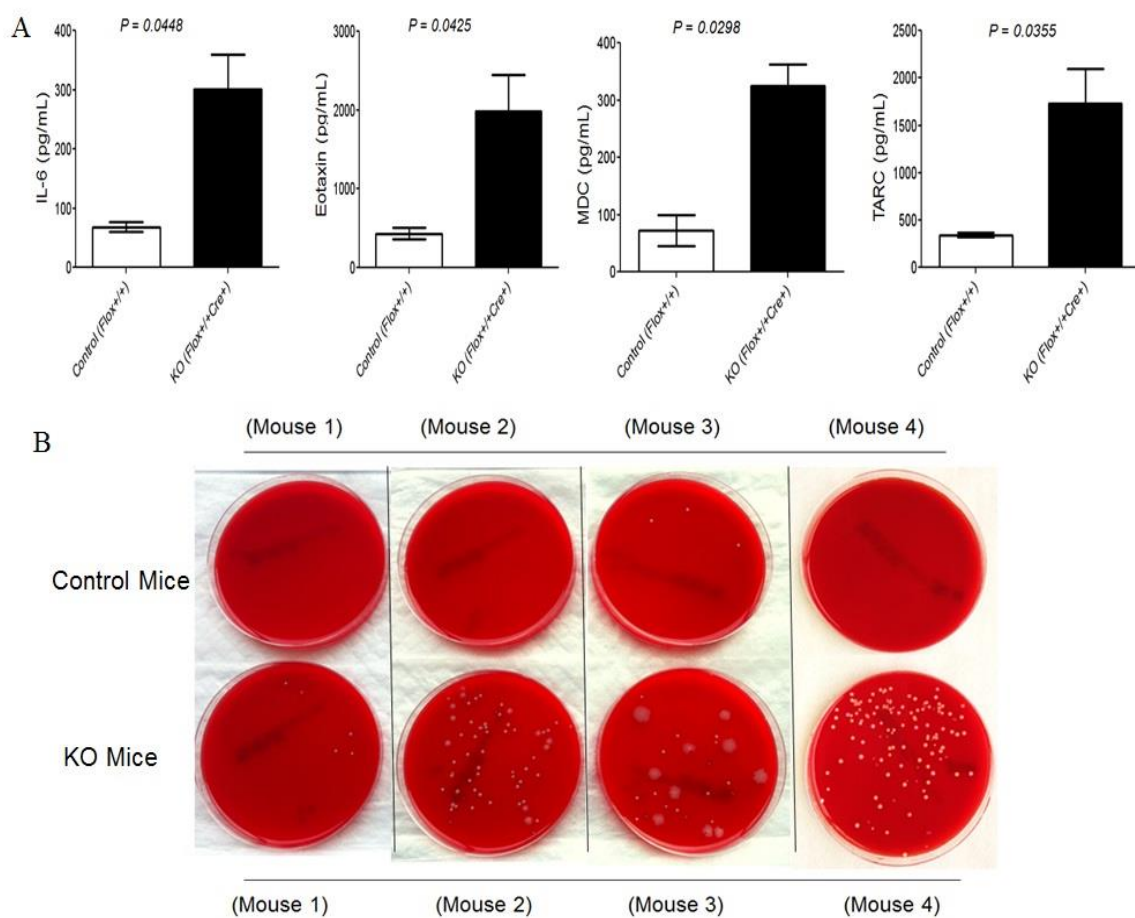 A
P = 0.0448
IL-6 (pg/mL)
400
300
200
100
0
Control (Flox+/+)
KO (Flox+/+Cre+)
P = 0.0425
Eotaxin (pg/mL)
3000
2000
1000
0
Control (Flox+/+)
KO (Flox+/+Cre+)
P = 0.0298
MDC (pg/mL)
400
300
200
100
0
Control (Flox+/+)
KO (Flox+/+Cre+)
P = 0.0355
TARC (pg/mL)
2500
2000
1500
1000
500
0
Control (Flox+/+)
KO (Flox+/+Cre+)
B
(Mouse 1) (Mouse 2) (Mouse 3) (Mouse 4)
Control Mice
KO Mice
(Mouse 1) (Mouse 2) (Mouse 3) (Mouse 4)